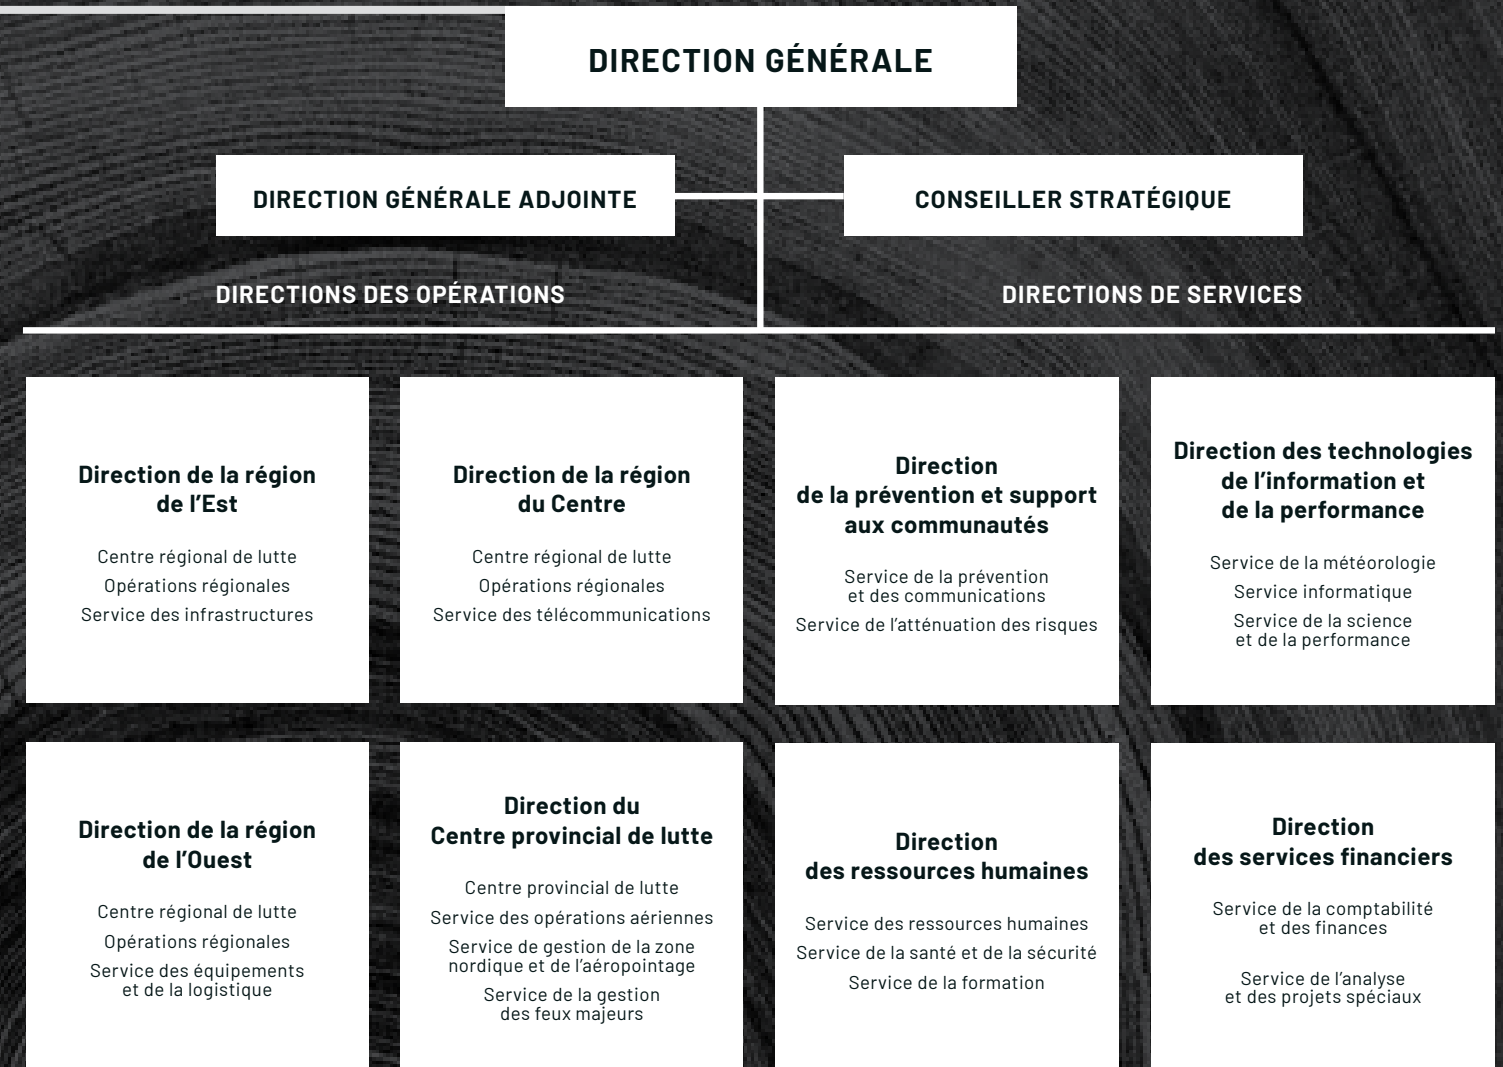 DIRECTION GÉNÉRALE
DIRECTION GÉNÉRALE ADJOINTE
CONSEILLER STRATÉGIQUE
DIRECTIONS DES OPÉRATIONS
DIRECTIONS DE SERVICES
Direction de la région
de l’Est
Centre régional de lutte
Opérations régionales
Service des infrastructures
Direction de la région
du Centre
Centre régional de lutte
Opérations régionales
Service des télécommunications
Direction
de la prévention et support
aux communautés
Service de la prévention
et des communications
Service de l’atténuation des risques
Direction des technologies
de l’information et
de la performance
Service de la météorologie
Service informatique
Service de la science
et de la performance
Direction de la région
de l’Ouest
Centre régional de lutte
Opérations régionales
Service des équipements
et de la logistique
Direction du
Centre provincial de lutte
Centre provincial de lutte
Service des opérations aériennes
Service de gestion de la zone
nordique et de l’aéropointage
Service de la gestion
des feux majeurs
Direction
des ressources humaines
Service des ressources humaines
Service de la santé et de la sécurité
Service de la formation
Direction
des services financiers
Service de la comptabilité
et des finances
Service de l’analyse
et des projets spéciaux